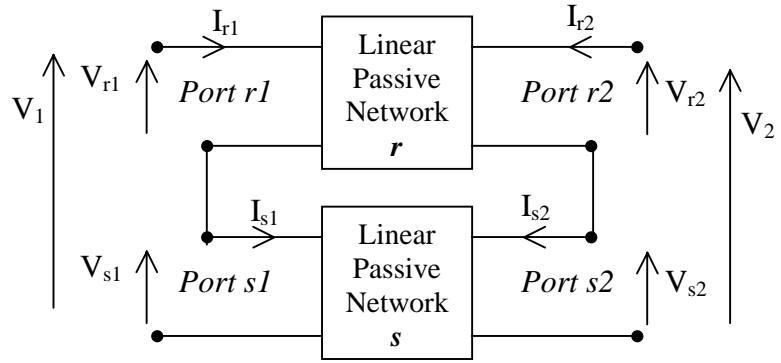 I_r1
I_r2
Linear
Passive
Network
r
V_r1
Port r1
Port r2
V_r2
V_1
V_2
I_s1
I_s2
Linear
Passive
Network
s
V_s1
Port s1
Port s2
V_s2